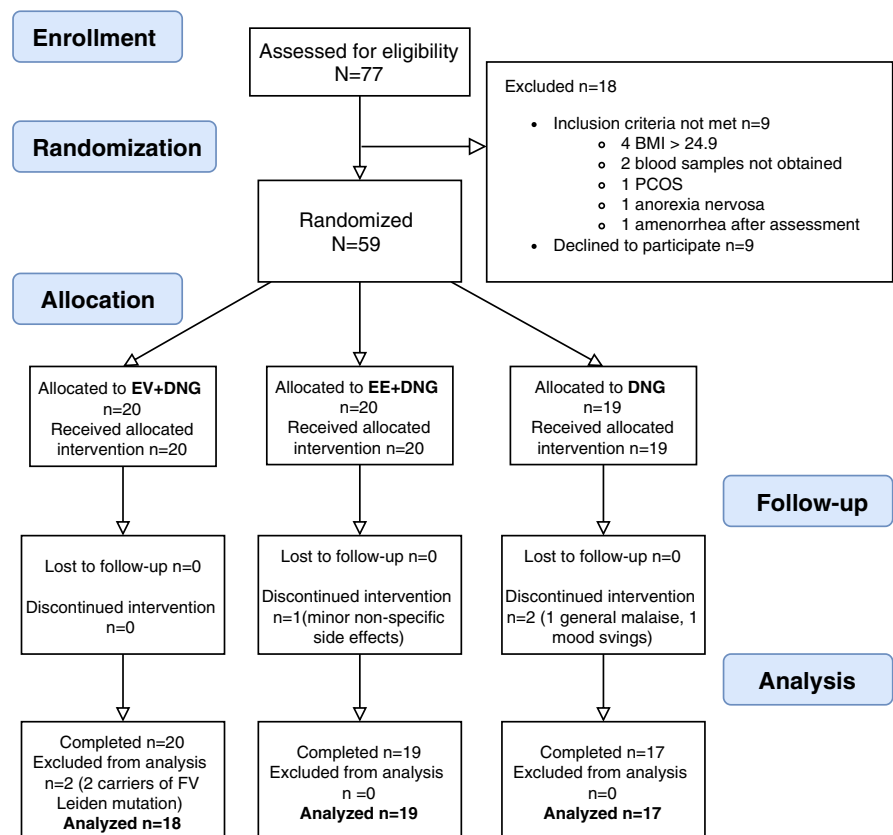 Enrollment
Assessed for eligibility
N=77
Excluded n=18
• Inclusion criteria not met n=9
4 BMI > 24.9
2 blood samples not obtained
1 PCOS
1 anorexia nervosa
1 amenorrhea after assessment
• Declined to participate n=9
Randomization
Randomized
N=59
Allocation
Allocated to EV+DNG
n=20
Received allocated
intervention n=20
Allocated to EE+DNG
n=20
Received allocated
intervention n=20
Allocated to DNG
n=19
Received allocated
intervention n=19
Follow-up
Lost to follow-up n=0
Discontinued intervention
n=0
Lost to follow-up n=0
Discontinued intervention
n=1(minor non-specific
side effects)
Lost to follow-up n=0
Discontinued intervention
n=2 (1 general malaise, 1
mood svings)
Analysis
Completed n=20
Excluded from analysis
n=2 (2 carriers of FV
Leiden mutation)
Analyzed n=18
Completed n=19
Excluded from analysis
n =0
Analyzed n=19
Completed n=17
Excluded from analysis
n=0
Analyzed n=17